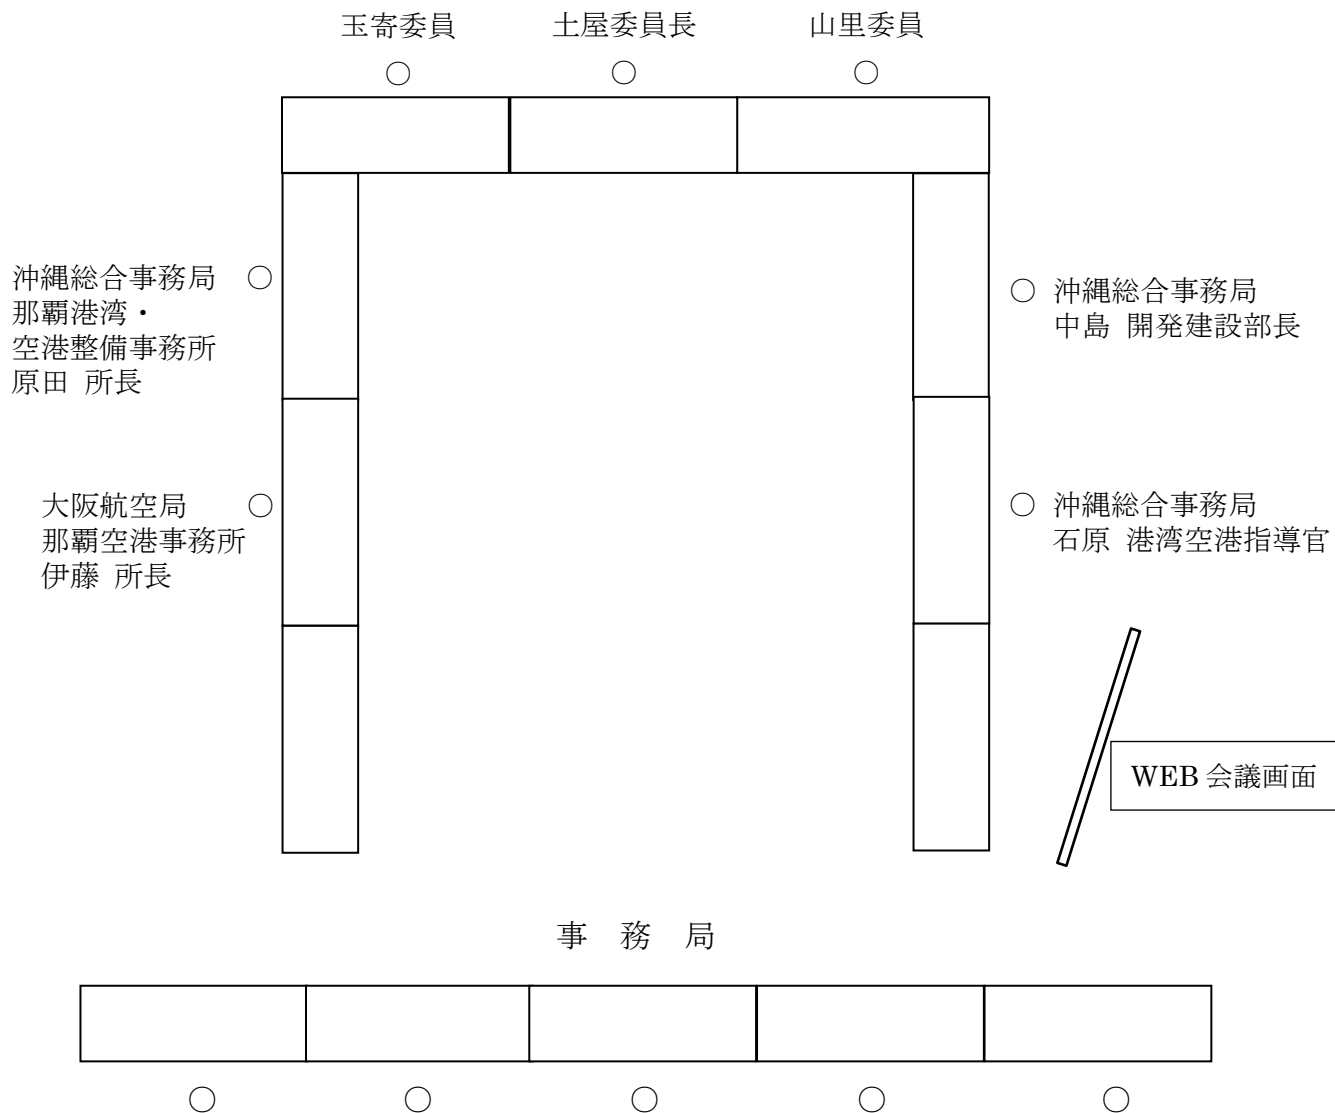 玉寄委員
土屋委員長
山里委員
沖縄総合事務局
那覇港湾・
空港整備事務所
原田 所長
沖縄総合事務局
中島 開発建設部長
大阪航空局
那覇空港事務所
伊藤 所長
沖縄総合事務局
石原 港湾空港指導官
WEB 会議画面
事 務 局